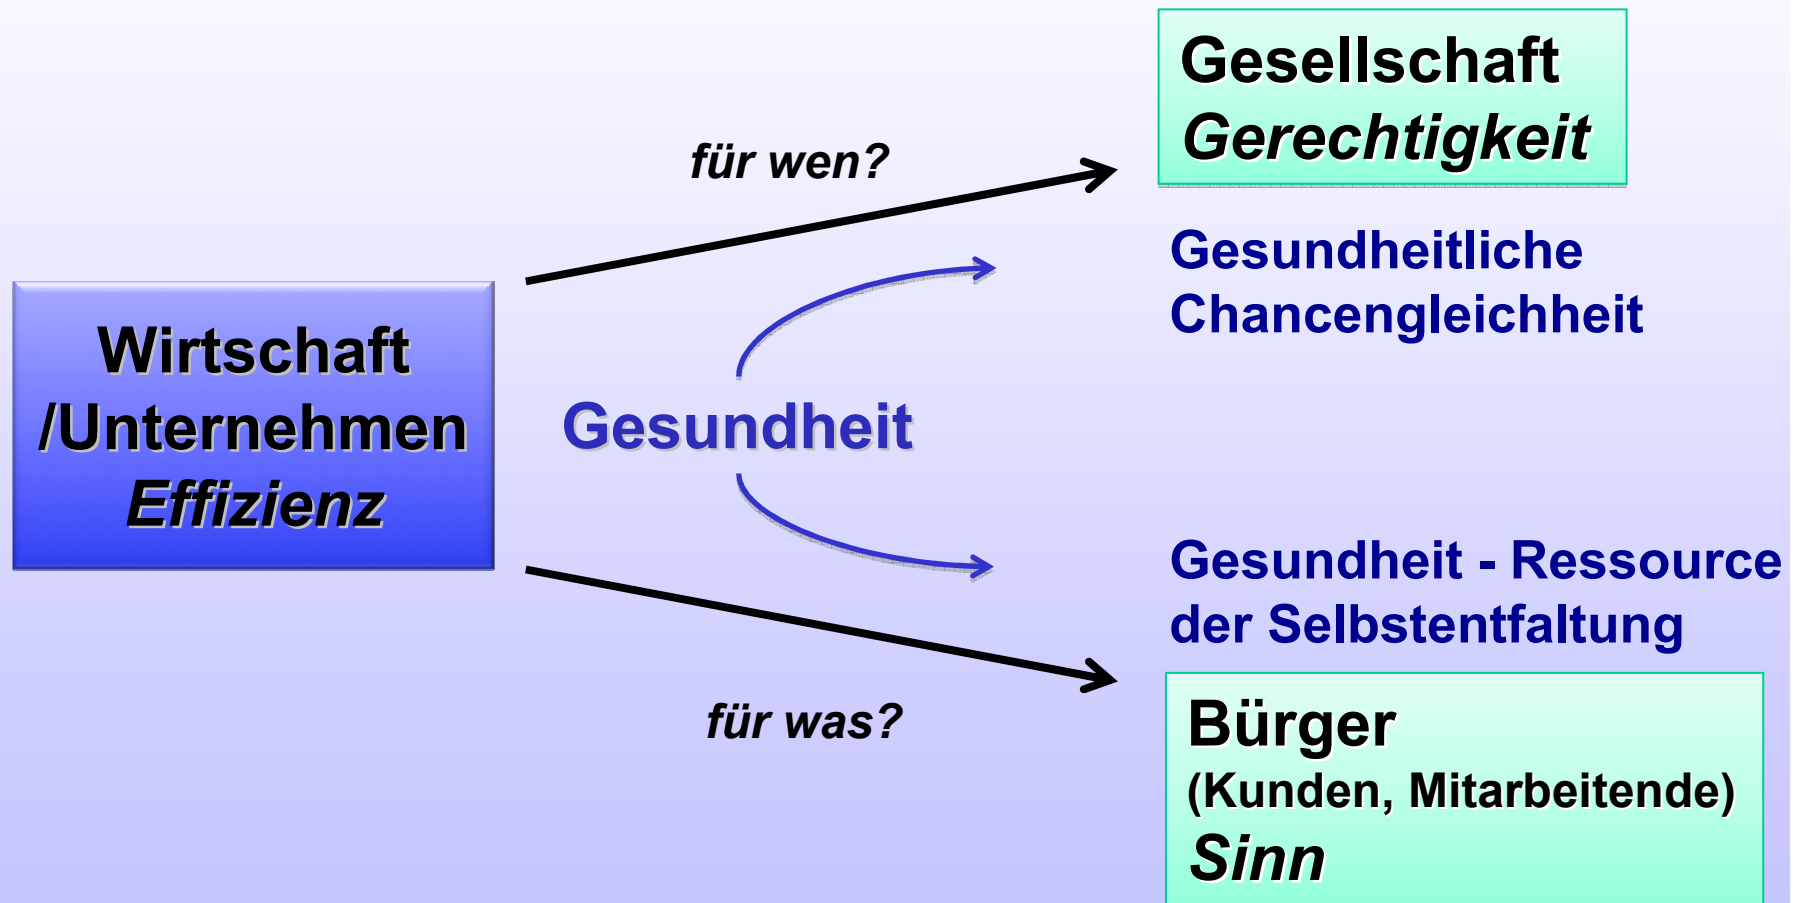 Gesellschaft
Gerechtigkeit
für wen?
Gesundheitliche
Chancengleichheit
Wirtschaft
/Unternehmen
Effizienz
Gesundheit
Gesundheit - Ressource
der Selbstentfaltung
für was?
Bürger
(Kunden, Mitarbeitende)
Sinn